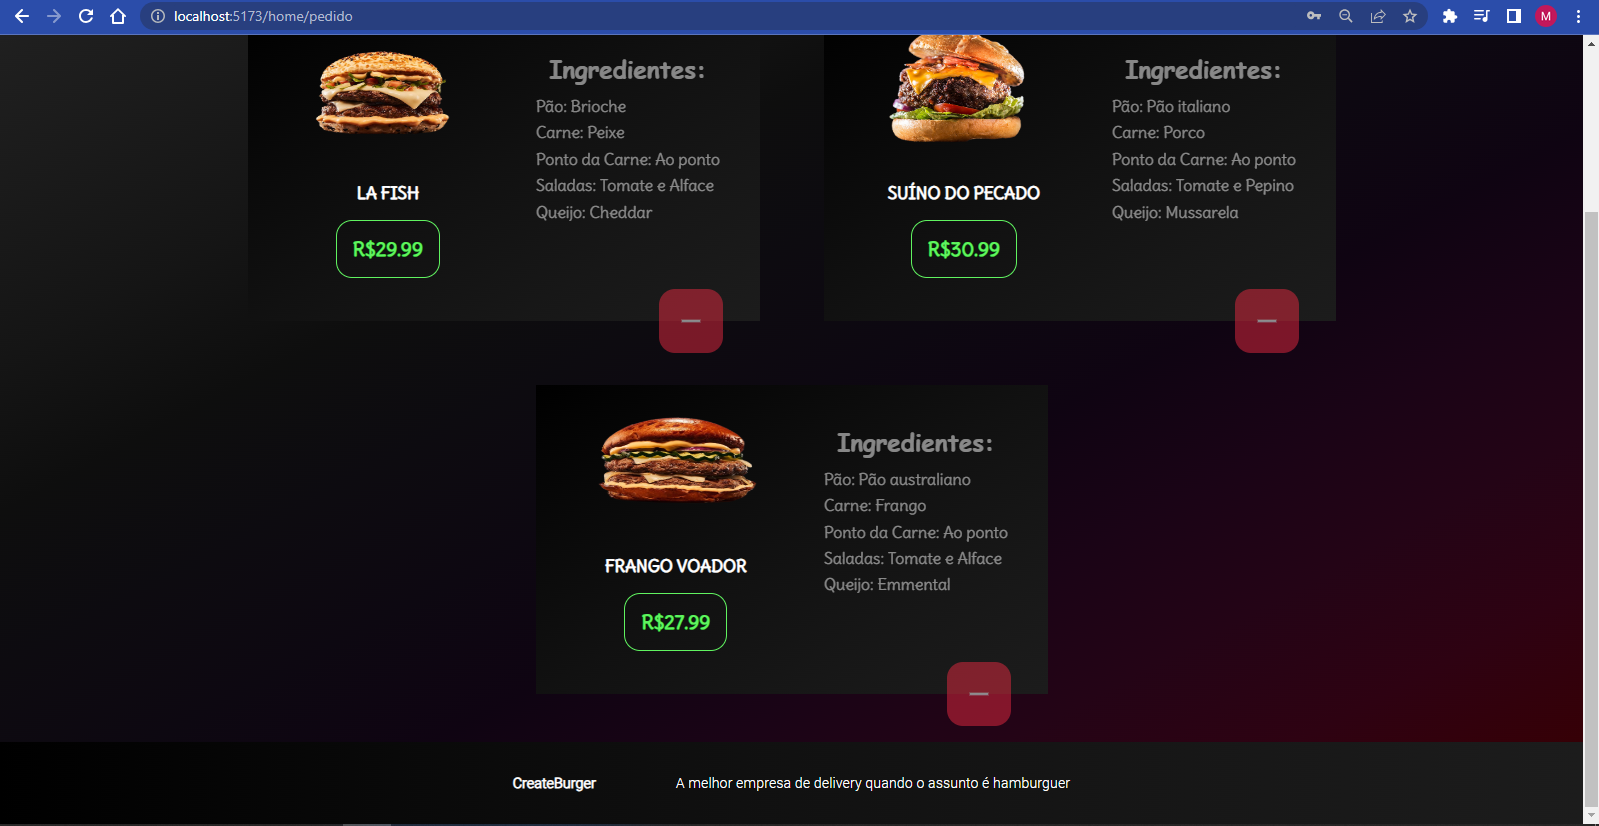 localhost:5173/home/pedido
M
Ingredientes:
Pão: Brioche
Carne: Peixe
Ponto da Carne: Ao ponto
Saladas: Tomate e Alface
Queijo: Cheddar
LA FISH
R$29.99
Ingredientes:
Pão: Pão italiano
Carne: Porco
Ponto da Carne: Ao ponto
Saladas: Tomate e Pepino
Queijo: Mussarela
SUÍNO DO PECADO
R$30.99
Ingredientes:
Pão: Pão australiano
Carne: Frango
Ponto da Carne: Ao ponto
Saladas: Tomate e Alface
Queijo: Emmental
FRANGO VOADOR
R$27.99
CreateBurger
A melhor empresa de delivery quando o assunto é hamburguer